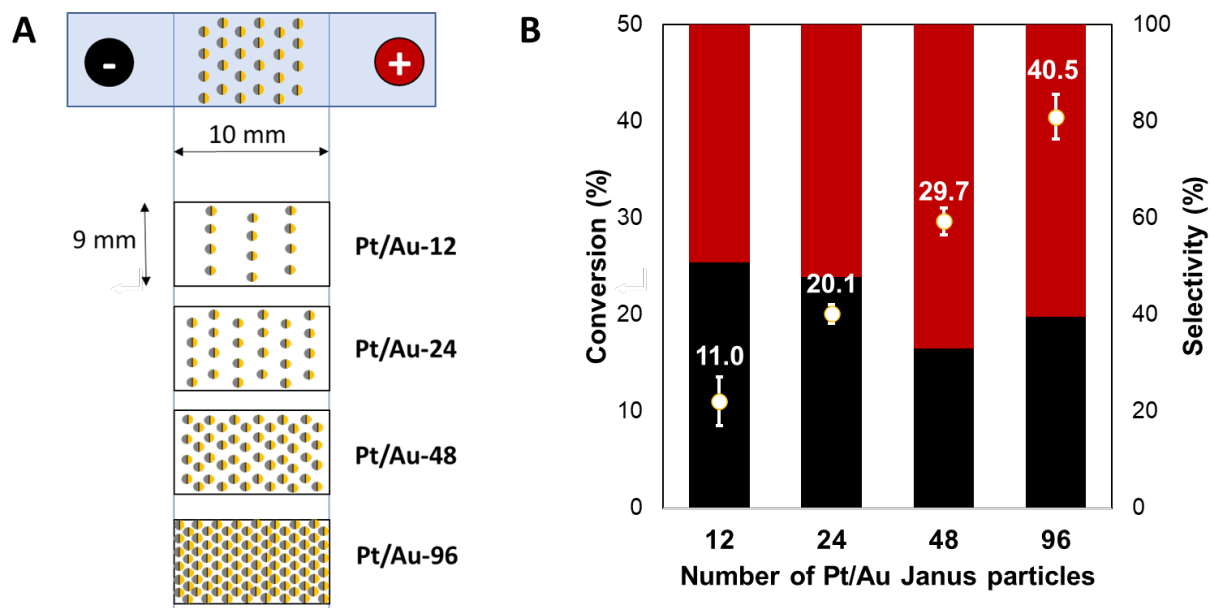 A
-
+
10 mm
9 mm
Pt/Au-12
Pt/Au-24
Pt/Au-48
Pt/Au-96
B
Conversion (%)
50
40
30
20
10
0
11.0
20.1
29.7
40.5
100
80
60
40
20
0
Selectivity (%)
12 24 48 96
Number of Pt/Au Janus particles